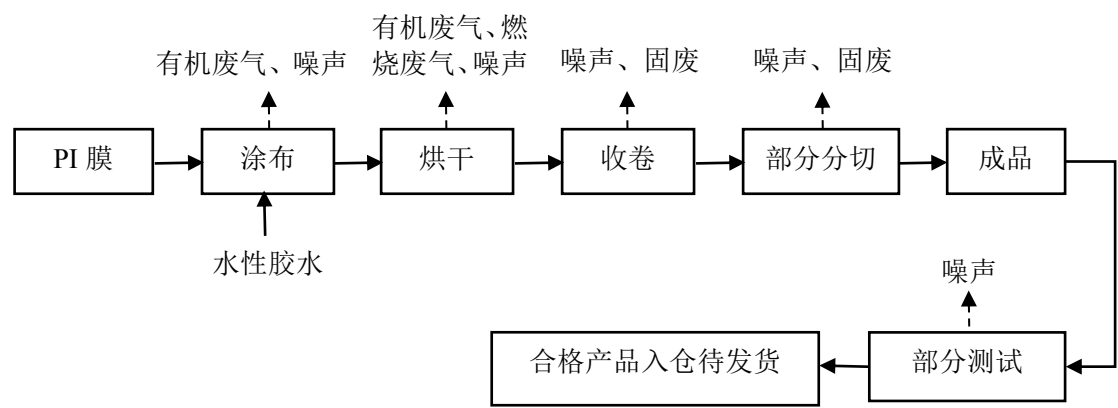 有机废气、噪声
有机废气、燃
烧废气、噪声
噪声、固废
噪声、固废
PI 膜
涂布
烘干
收卷
部分分切
成品
水性胶水
噪声
合格产品入仓待发货
部分测试